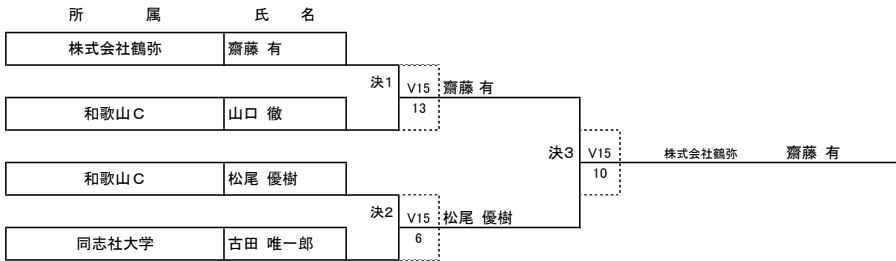 所 属 氏 名
株式会社鶴弥 齋藤 有
決1 V15 齋藤 有
13
和歌山C 山口 徹
決3 V15 株式会社鶴弥 齋藤 有
10
和歌山C 松尾 優樹
決2 V15 松尾 優樹
6
同志社大学 古田 唯一郎